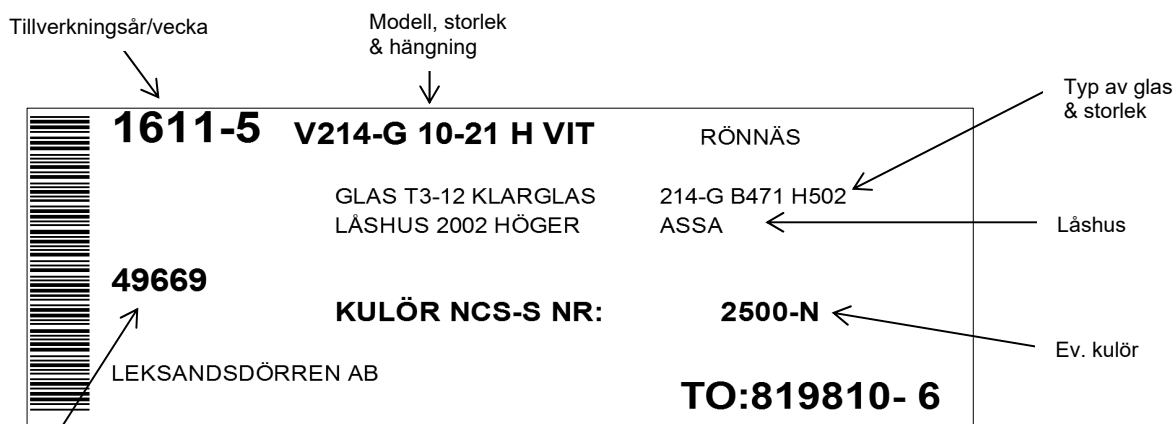 Tillverkningsår/vecka
Modell, storlek
& hängning
Typ av glas
& storlek
1611-5 V214-G 10-21 H VIT RÖNNÄS
GLAS T3-12 KLARGLAS 214-G B471 H502
LÅSHUS 2002 HÖGER ASSA
Låshus
49669
KULÖR NCS-S NR: 2500-N
Ev. kulör
LEKSANDSDÖRREN AB
TO:819810- 6